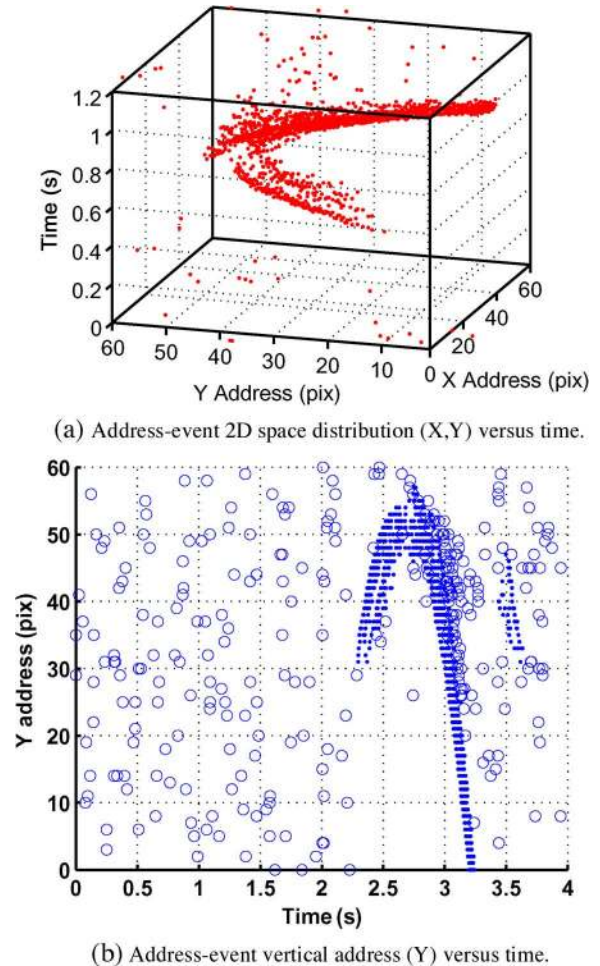 1.2
1
0.8
0.6
0.4
0.2
0
Time (s)
60 50 40 30 20 10 0
Y Address (pix)
20 40 60
X Address (pix)
(a) Address-event 2D space distribution (X,Y) versus time.
60
50
40
30
20
10
0
Y address (pix)
0 0.5 1 1.5 2 2.5 3 3.5 4
Time (s)
(b) Address-event vertical address (Y) versus time.